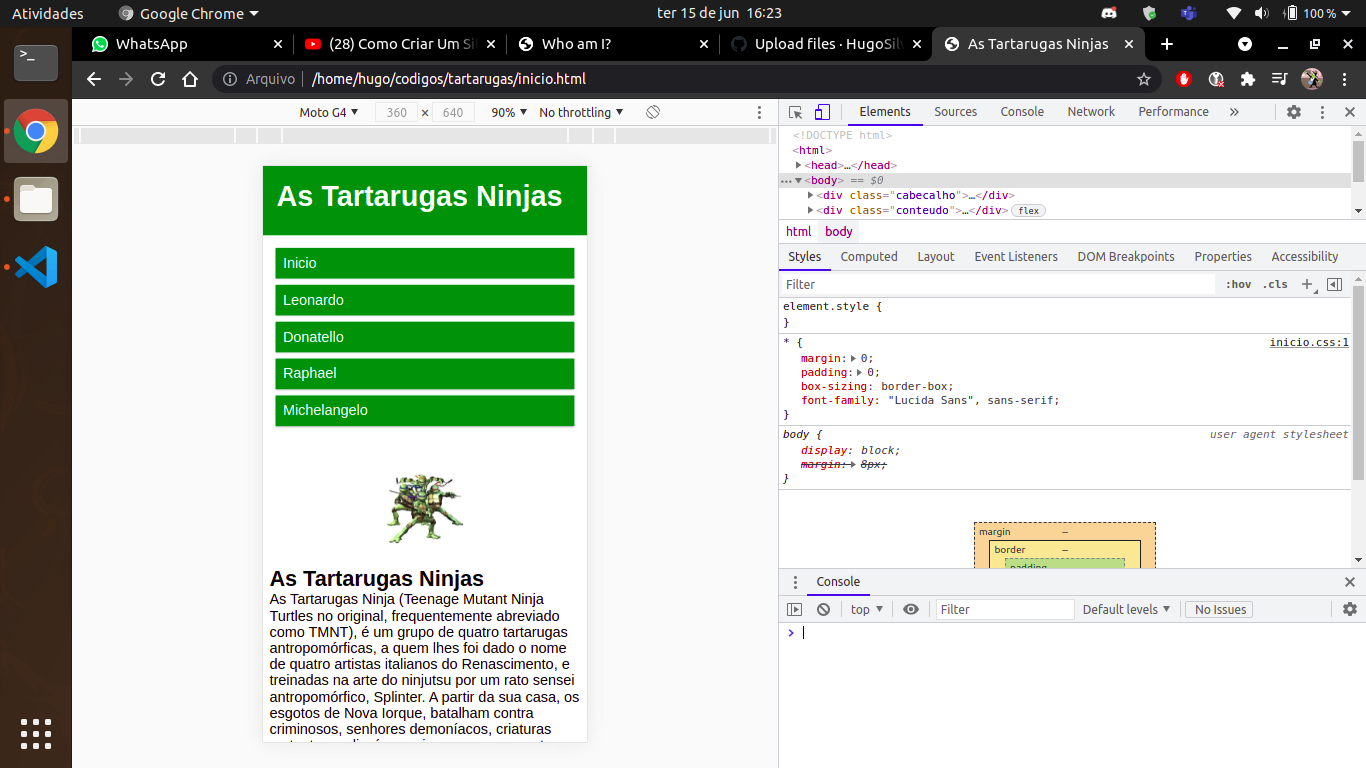 Atividades
Google Chrome
ter 15 de jun 16:23
100 %
WhatsApp
(28) Como Criar Um Si
Who am I?
Upload files · HugoSilv
As Tartarugas Ninjas
Arquivo
/home/hugo/codigos/tartarugas/inicio.html
Moto G4
360 × 640
90%
No throttling
Elements
Sources
Console
Network
Performance
<!DOCTYPE html>
<html>
<head>…</head>
<body> == $0
<div class="cabecalho">…</div>
<div class="conteudo">…</div> flex
html body
Styles
Computed
Layout
Event Listeners
DOM Breakpoints
Properties
Accessibility
Filter
:hov .cls
element.style {
}
* {
inicio.css:1
margin: 0;
padding: 0;
box-sizing: border-box;
font-family: "Lucida Sans", sans-serif;
}
body {
user agent stylesheet
display: block;
margin: 8px;
}
margin –
border –
padding
Console
top
Filter
Default levels
No Issues
As Tartarugas Ninjas
Inicio
Leonardo
Donatello
Raphael
Michelangelo
As Tartarugas Ninjas
As Tartarugas Ninja (Teenage Mutant Ninja
Turtles no original, frequentemente abreviado
como TMNT), é um grupo de quatro tartarugas
antropomórficas, a quem lhes foi dado o nome
de quatro artistas italianos do Renascimento, e
treinadas na arte do ninjutsu por um rato sensei
antropomórfico, Splinter. A partir da sua casa, os
esgotos de Nova Iorque, batalham contra
criminosos, senhores demoníacos, criaturas